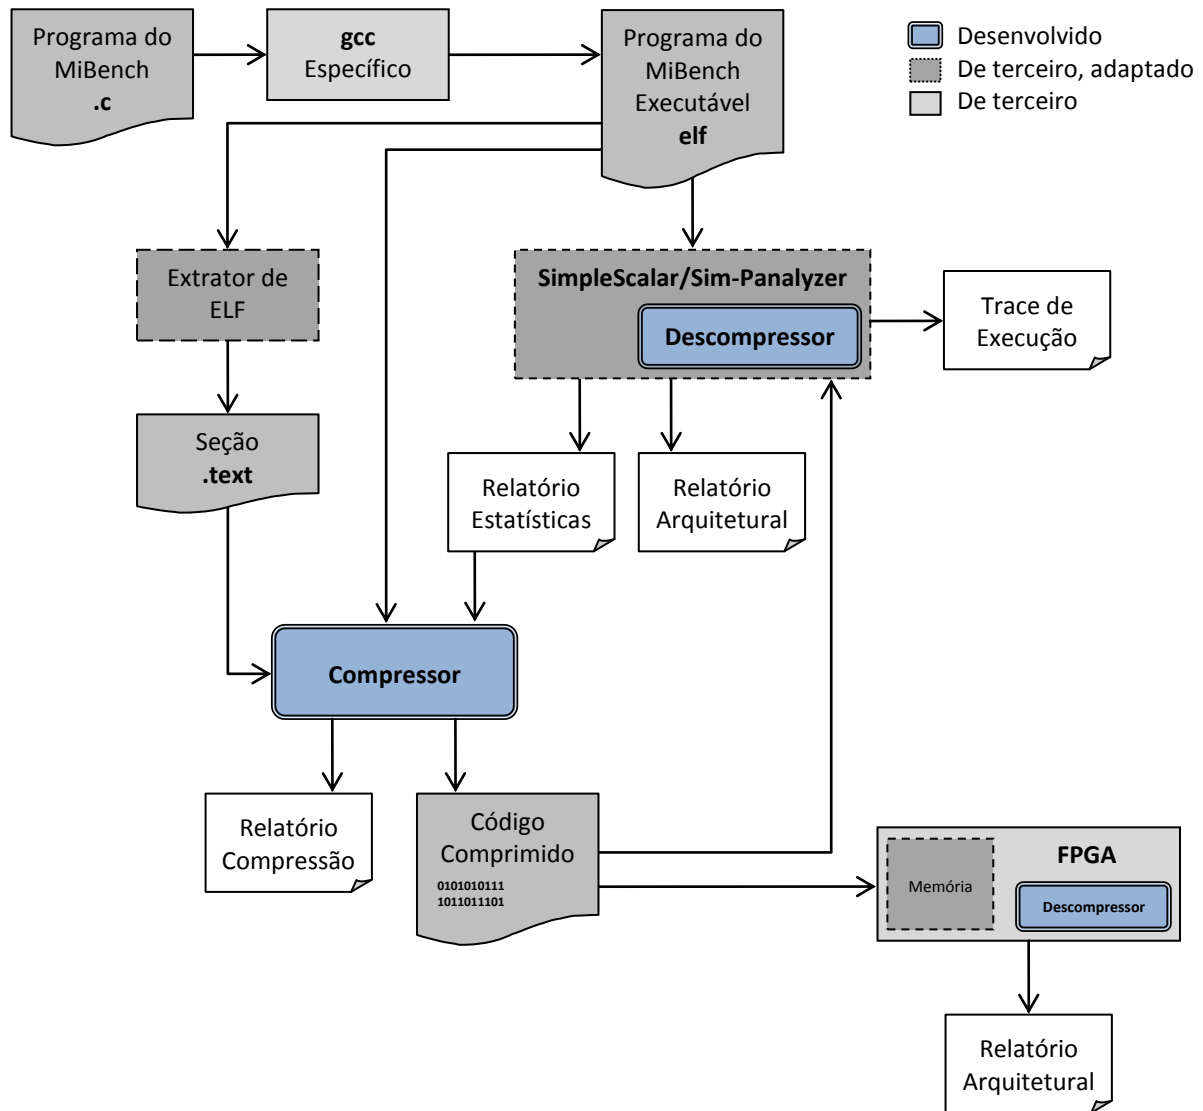 Programa do
MiBench
.c
gcc
Específico
Programa do
MiBench
Executável
elf
Desenvolvido
De terceiro, adaptado
De terceiro
Extrator de
ELF
SimpleScalar/Sim-Panalyzer
Descompressor
Trace de
Execução
Seção
.text
Relatório
Estatísticas
Relatório
Arquitetural
Compressor
Relatório
Compressão
Código
Comprimido
0101010111
1011011101
FPGA
Memória
Descompressor
Relatório
Arquitetural